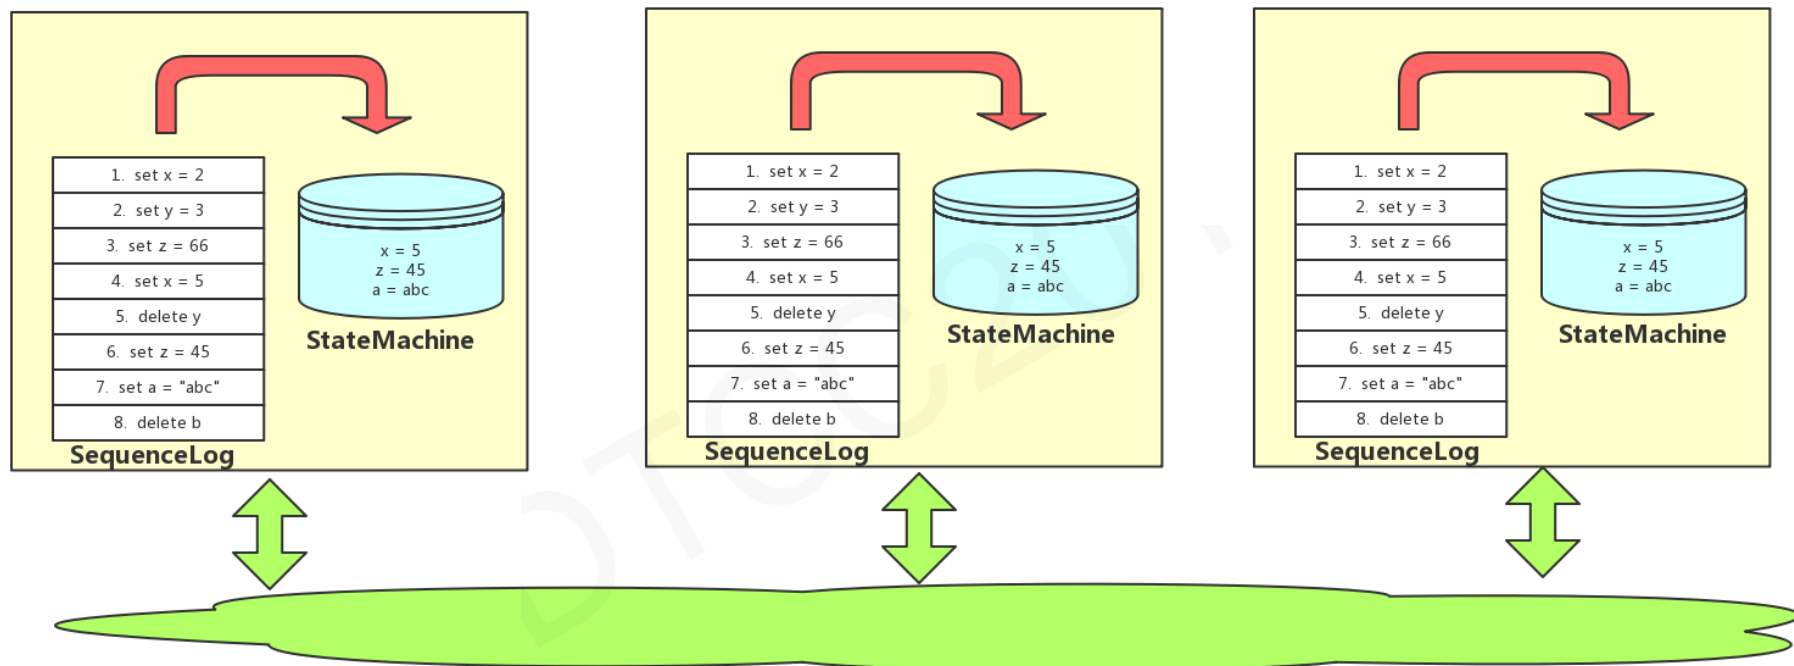 1. set x = 2
2. set y = 3
3. set z = 66
4. set x = 5
5. delete y
6. set z = 45
7. set a = "abc"
8. delete b
SequenceLog
x = 5
z = 45
a = abc
StateMachine
1. set x = 2
2. set y = 3
3. set z = 66
4. set x = 5
5. delete y
6. set z = 45
7. set a = "abc"
8. delete b
SequenceLog
x = 5
z = 45
a = abc
StateMachine
1. set x = 2
2. set y = 3
3. set z = 66
4. set x = 5
5. delete y
6. set z = 45
7. set a = "abc"
8. delete b
SequenceLog
x = 5
z = 45
a = abc
StateMachine